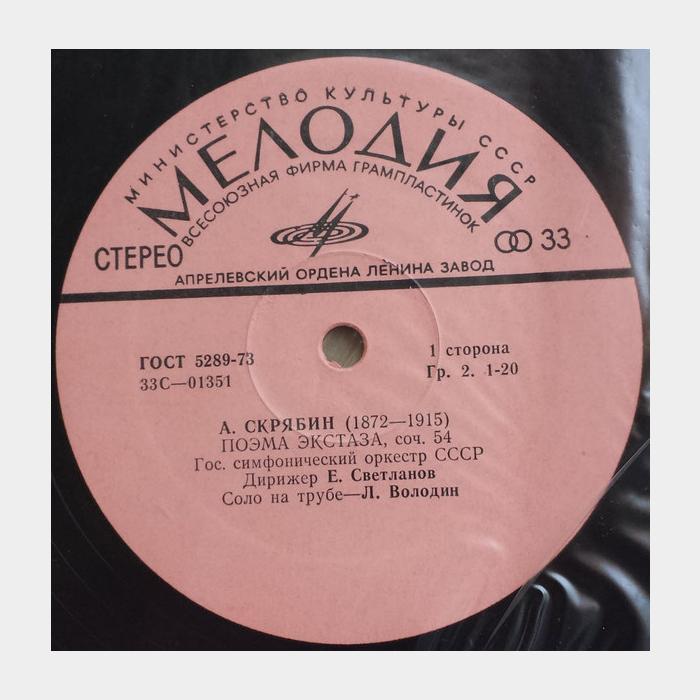 МИНИСТЕРСТВО КУЛЬТУРЫ СССР
МЕЛОДИЯ
ВСЕСОЮЗНАЯ ФИРМА ГРАМПЛАСТИНОК
СТЕРЕО
33
АПРЕЛЕВСКИЙ ОРДЕНА ЛЕНИНА ЗАВОД
ГОСТ 5289-73
1 сторона
33С—01351
Гр. 2. 1-20
А. СКРЯБИН (1872—1915)
ПОЭМА ЭКСТАЗА, соч. 54
Гос. симфонический оркестр СССР
Дирижер Е. Светланов
Соло на трубе—Л. Володин